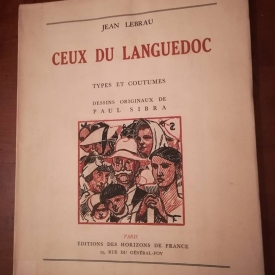 JEAN LEBRAU
CEUX DU LANGUEDOC
TYPES ET COUTUMES
DESSINS ORIGINAUX DE
PAUL SIBRA
PARIS
EDITIONS DES HORIZONS DE FRANCE
39, RUE DU GÉNÉRAL-FOY